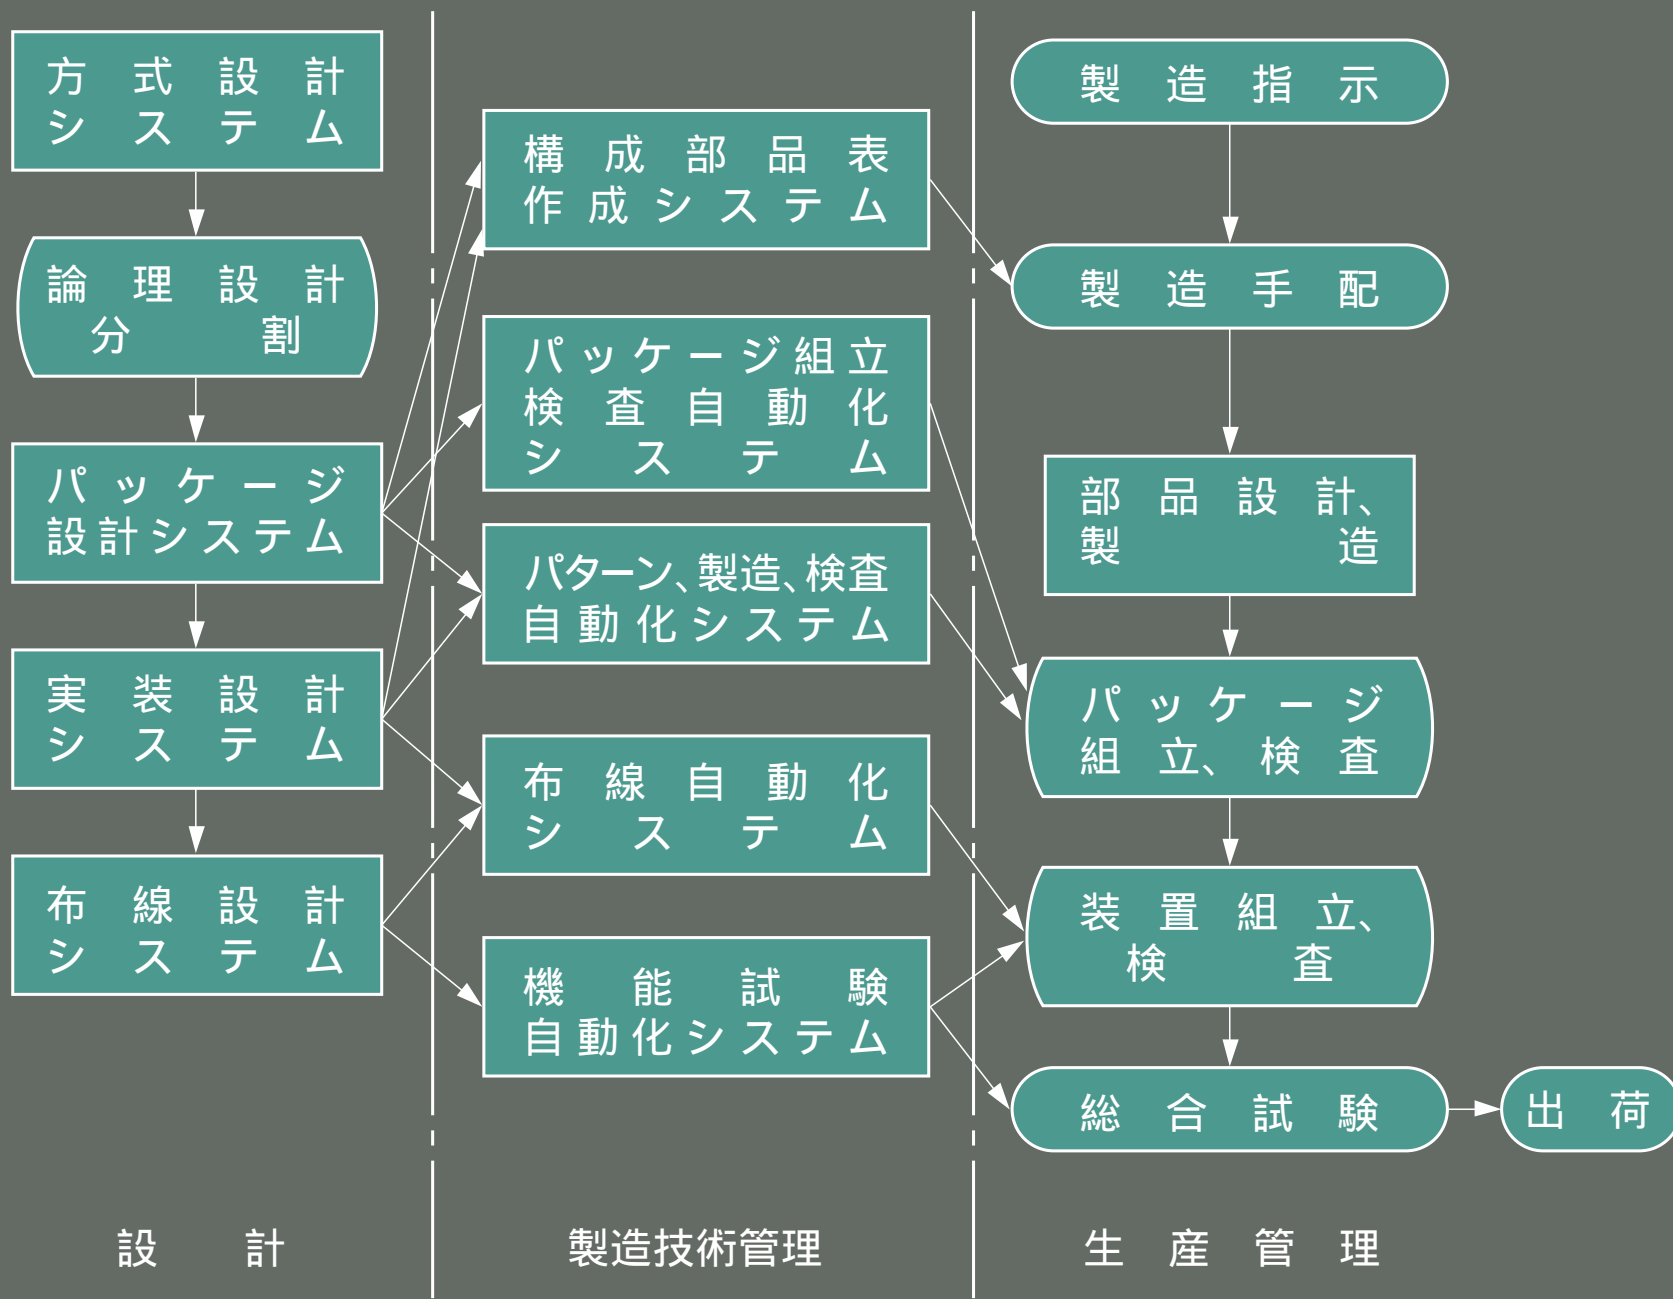 方式設計
システム
論理設計
分割
パッケージ
設計システム
実装設計
システム
布線設計
システム
設計
構成部品表
作成システム
パッケージ組立
検査自動化
システム
パターン、製造、検査
自動化システム
布線自動化
システム
機能試験
自動化システム
製造技術管理
製造指示
製造手配
部品設計、
製造
パッケージ
組立、検査
装置組立、
検査
総合試験
出荷
生産管理